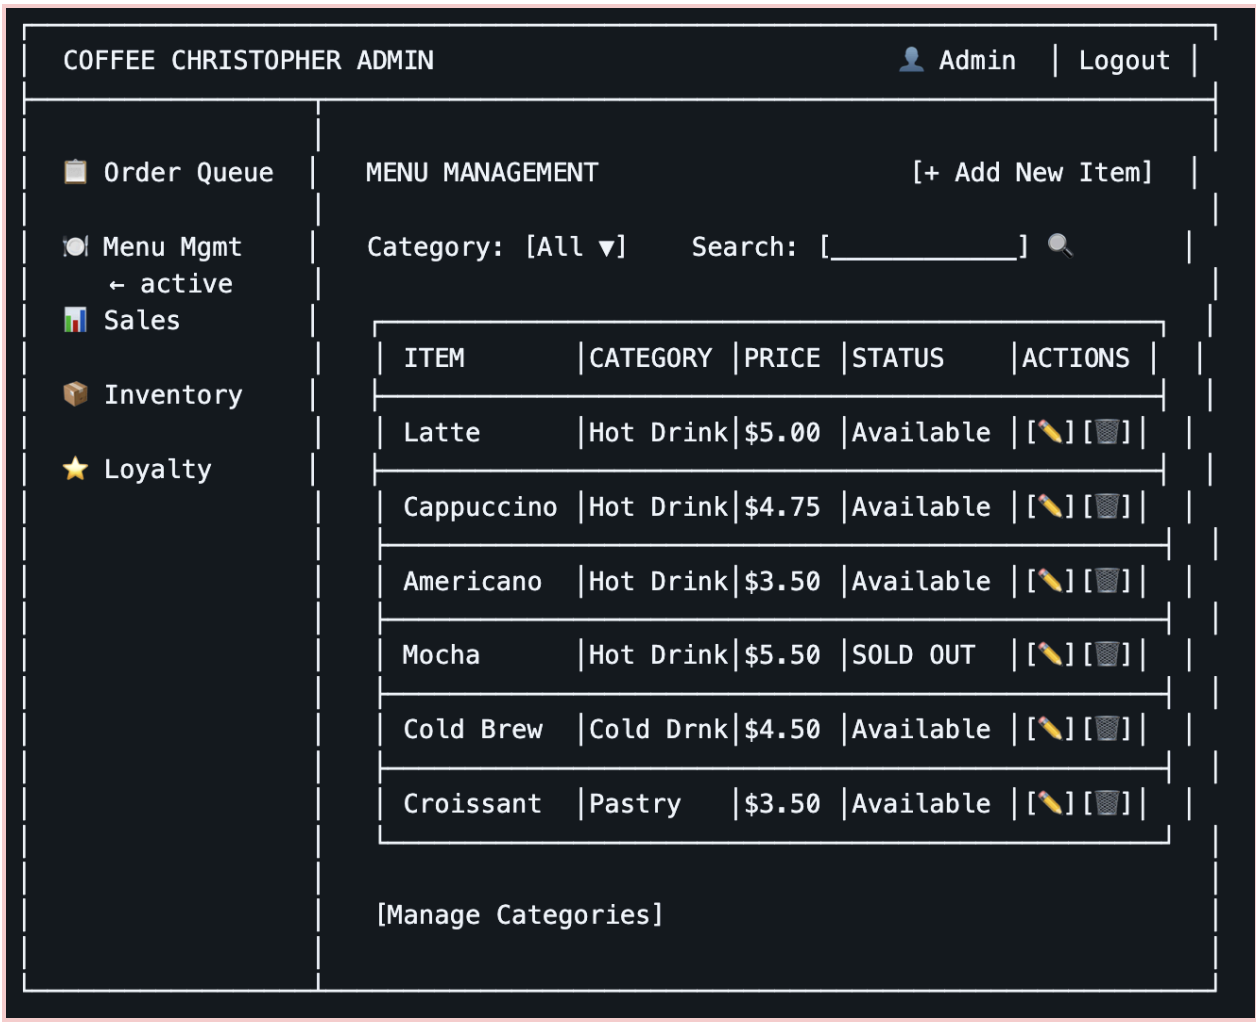 COFFEE CHRISTOPHER ADMIN 👤 Admin │ Logout │
📋 Order Queue │ MENU MANAGEMENT [+ Add New Item] │
🍽️ Menu Mgmt │ Category: [All ▼] Search: [____________] 🔍 │
← active
📊 Sales
│ ITEM │CATEGORY │PRICE │STATUS │ACTIONS │
📦 Inventory
│ Latte │Hot Drink│$5.00 │Available │[✏️][🗑️]│
⭐ Loyalty
│ Cappuccino │Hot Drink│$4.75 │Available │[✏️][🗑️]│
│ Americano │Hot Drink│$3.50 │Available │[✏️][🗑️]│
│ Mocha │Hot Drink│$5.50 │SOLD OUT │[✏️][🗑️]│
│ Cold Brew │Cold Drnk│$4.50 │Available │[✏️][🗑️]│
│ Croissant │Pastry │$3.50 │Available │[✏️][🗑️]│
[Manage Categories]